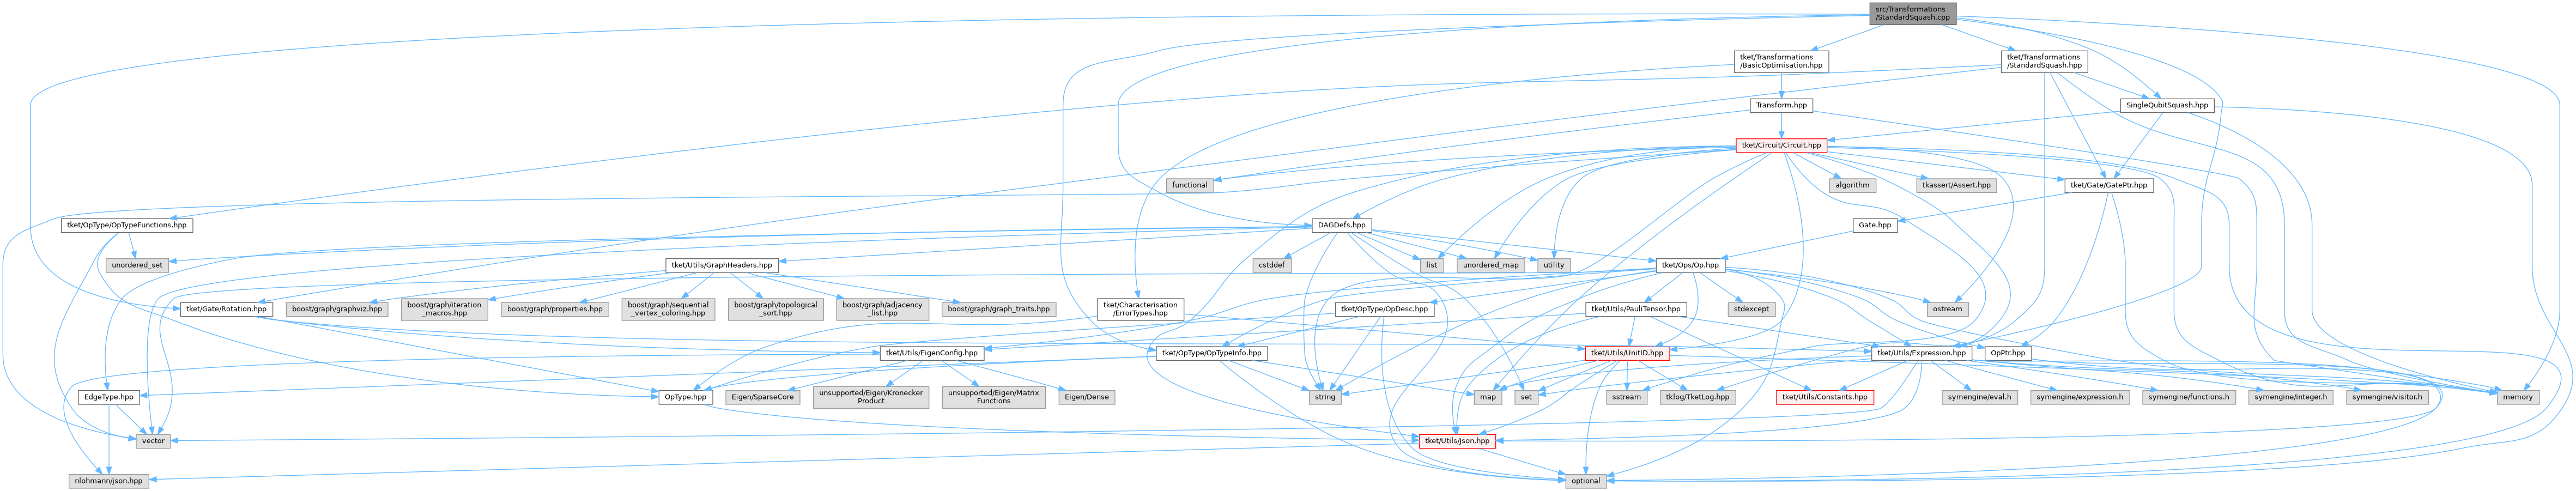 src/Transformations
/StandardSquash.cpp
tket/Transformations
/BasicOptimisation.hpp
tket/Transformations
/StandardSquash.hpp
Transform.hpp
SingleQubitSquash.hpp
tket/Circuit/Circuit.hpp
functional
algorithm
tkassert/Assert.hpp
tket/Gate/GatePtr.hpp
tket/OpType/OpTypeFunctions.hpp
DAGDefs.hpp
Gate.hpp
unordered_set
tket/Utils/GraphHeaders.hpp
cstddef
list
unordered_map
utility
tket/Ops/Op.hpp
tket/Gate/Rotation.hpp
boost/graph/graphviz.hpp
boost/graph/iteration
_macros.hpp
boost/graph/properties.hpp
boost/graph/sequential
_vertex_coloring.hpp
boost/graph/topological
_sort.hpp
boost/graph/adjacency
_list.hpp
boost/graph/graph_traits.hpp
tket/Characterisation
/ErrorTypes.hpp
tket/OpType/OpDesc.hpp
tket/Utils/PauliTensor.hpp
stdexcept
ostream
tket/Utils/EigenConfig.hpp
tket/OpType/OpTypeInfo.hpp
tket/Utils/UnitID.hpp
tket/Utils/Expression.hpp
OpPtr.hpp
EdgeType.hpp
OpType.hpp
Eigen/SparseCore
unsupported/Eigen/Kronecker
Product
unsupported/Eigen/Matrix
Functions
Eigen/Dense
string
map
set
sstream
tklog/TketLog.hpp
tket/Utils/Constants.hpp
symengine/eval.h
symengine/expression.h
symengine/functions.h
symengine/integer.h
symengine/visitor.h
memory
vector
tket/Utils/Json.hpp
nlohmann/json.hpp
optional